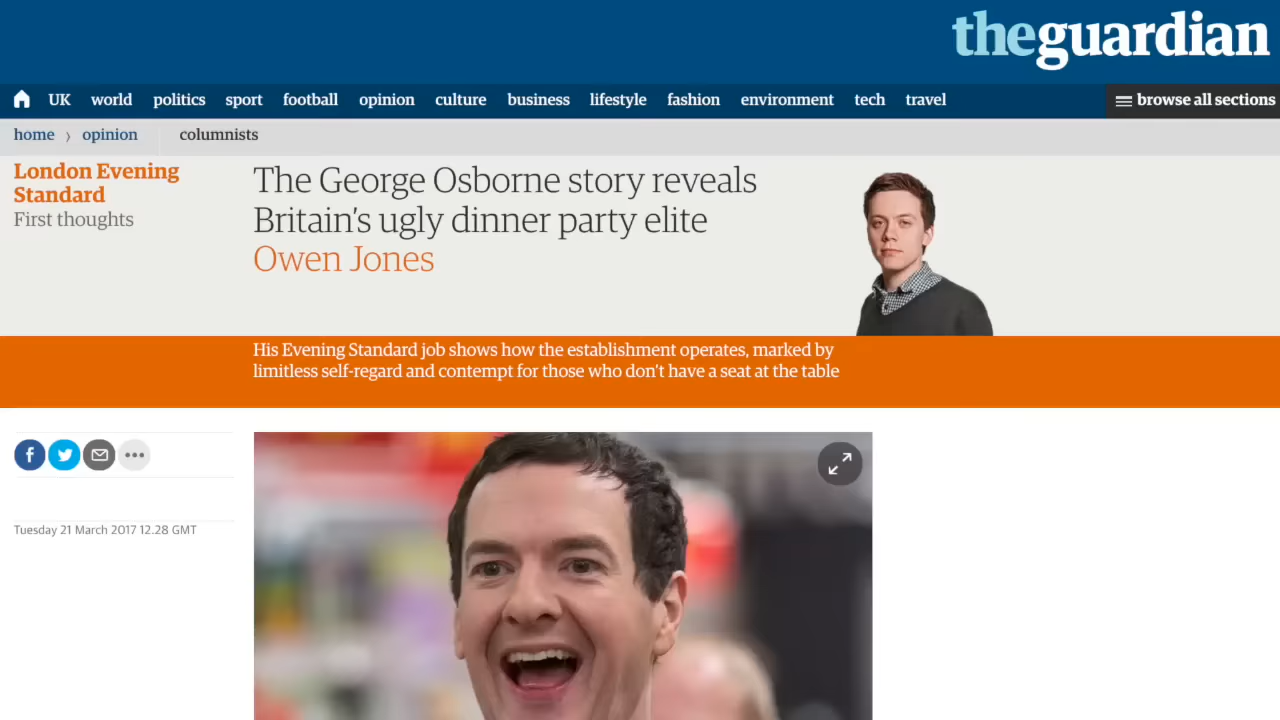 theguardian
UK world politics sport football opinion culture business lifestyle fashion environment tech travel browse all sections
home opinion columnists
London Evening
Standard
First thoughts
The George Osborne story reveals
Britain’s ugly dinner party elite
Owen Jones
His Evening Standard job shows how the establishment operates, marked by
limitless self-regard and contempt for those who don’t have a seat at the table
Tuesday 21 March 2017 12.28 GMT